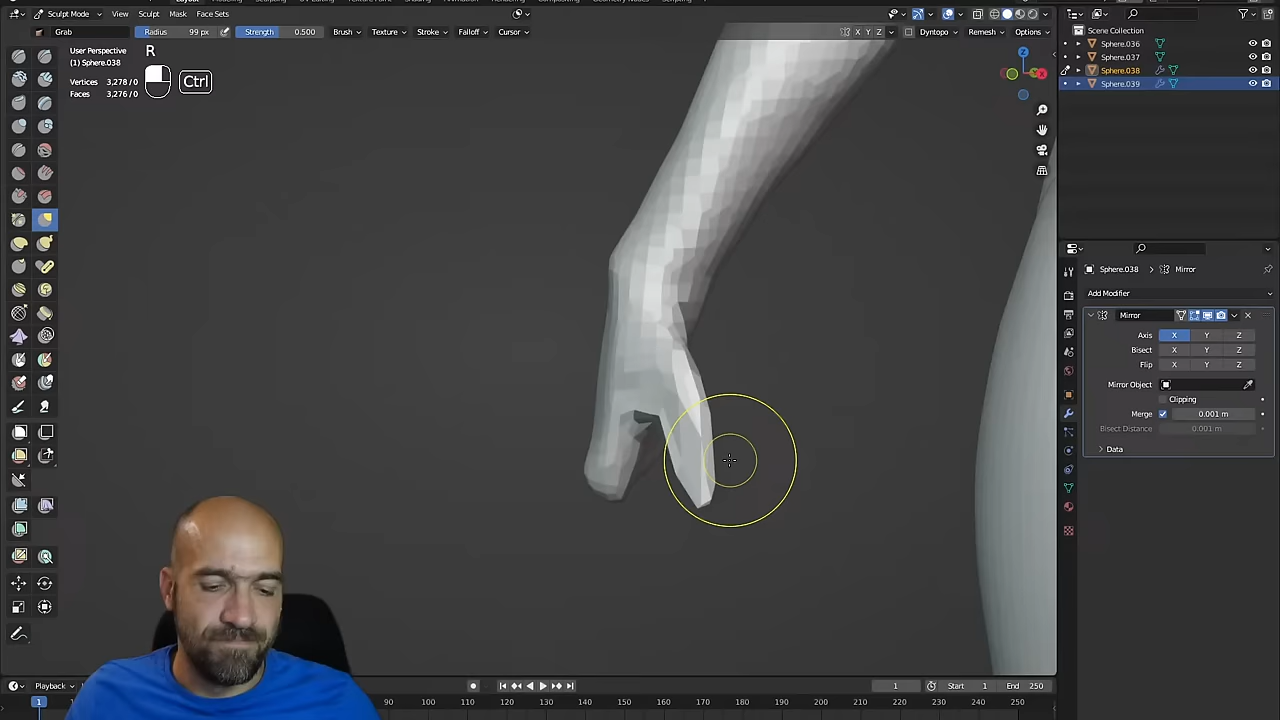 Sculpt Mode View Sculpt Mask Face Sets
Grab Radius 99 px Strength 0.500 Brush Texture Stroke Falloff Cursor X Y Z Dyntopo Remesh Options
User Perspective
(1) Sphere.038
Vertices 3,278 / 0
Faces 3,276 / 0
R
Ctrl
Z
X
Scene Collection
Sphere.036
Sphere.037
Sphere.038
Sphere.039
Sphere.038 > Mirror
Add Modifier
Mirror
Axis X Y Z
Bisect X Y Z
Flip X Y Z
Mirror Object
Clipping
Merge 0.001 m
Bisect Distance 0.001 m
Data
Playback 1 Start 1 End 250
1 90 100 110 120 130 140 150 160 170 180 190 200 210 220 230 240 250